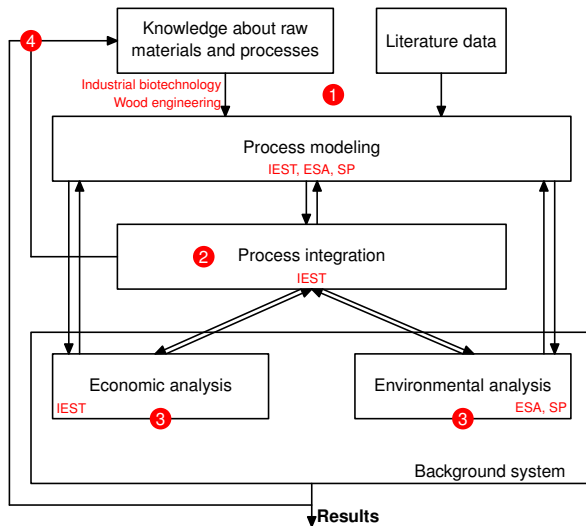 4
Knowledge about raw
materials and processes
Literature data
Industrial biotechnology
Wood engineering
1
Process modeling
IEST, ESA, SP
2
Process integration
IEST
Economic analysis
IEST
3
Environmental analysis
ESA, SP
3
Background system
Results